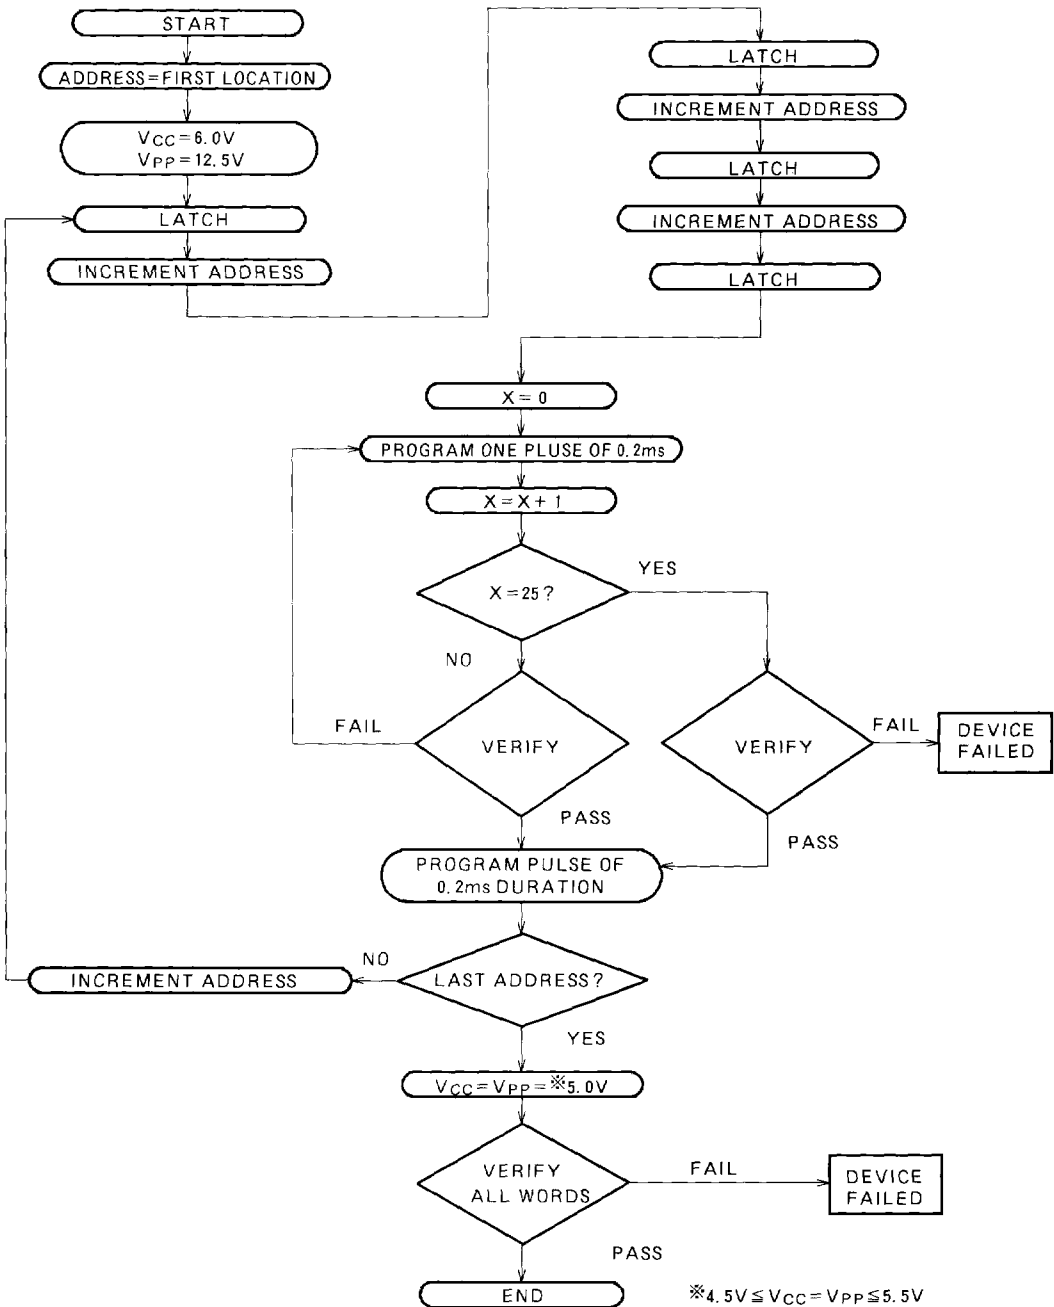 START
ADDRESS=FIRST LOCATION
VCC=6.0V
VPP=12.5V
LATCH
INCREMENT ADDRESS
LATCH
INCREMENT ADDRESS
LATCH
INCREMENT ADDRESS
LATCH
X=0
PROGRAM ONE PLUSE OF 0.2ms
X=X+1
X=25?
YES
NO
VERIFY
FAIL
PASS
VERIFY
FAIL
DEVICE
FAILED
PASS
PROGRAM PULSE OF
0.2ms DURATION
LAST ADDRESS?
NO
INCREMENT ADDRESS
YES
VCC=VPP=※5.0V
VERIFY
ALL WORDS
FAIL
DEVICE
FAILED
PASS
END
※4.5V≦VCC=VPP≦5.5V